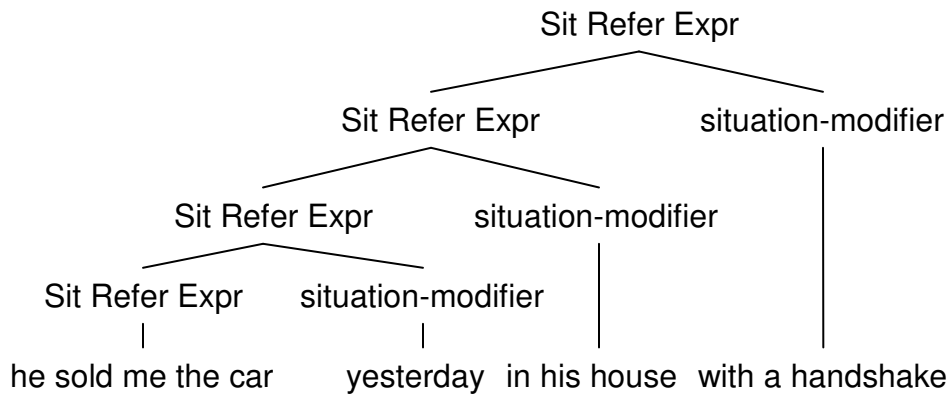 Sit Refer Expr
Sit Refer Expr situation-modifier
Sit Refer Expr situation-modifier
Sit Refer Expr situation-modifier
he sold me the car yesterday in his house with a handshake